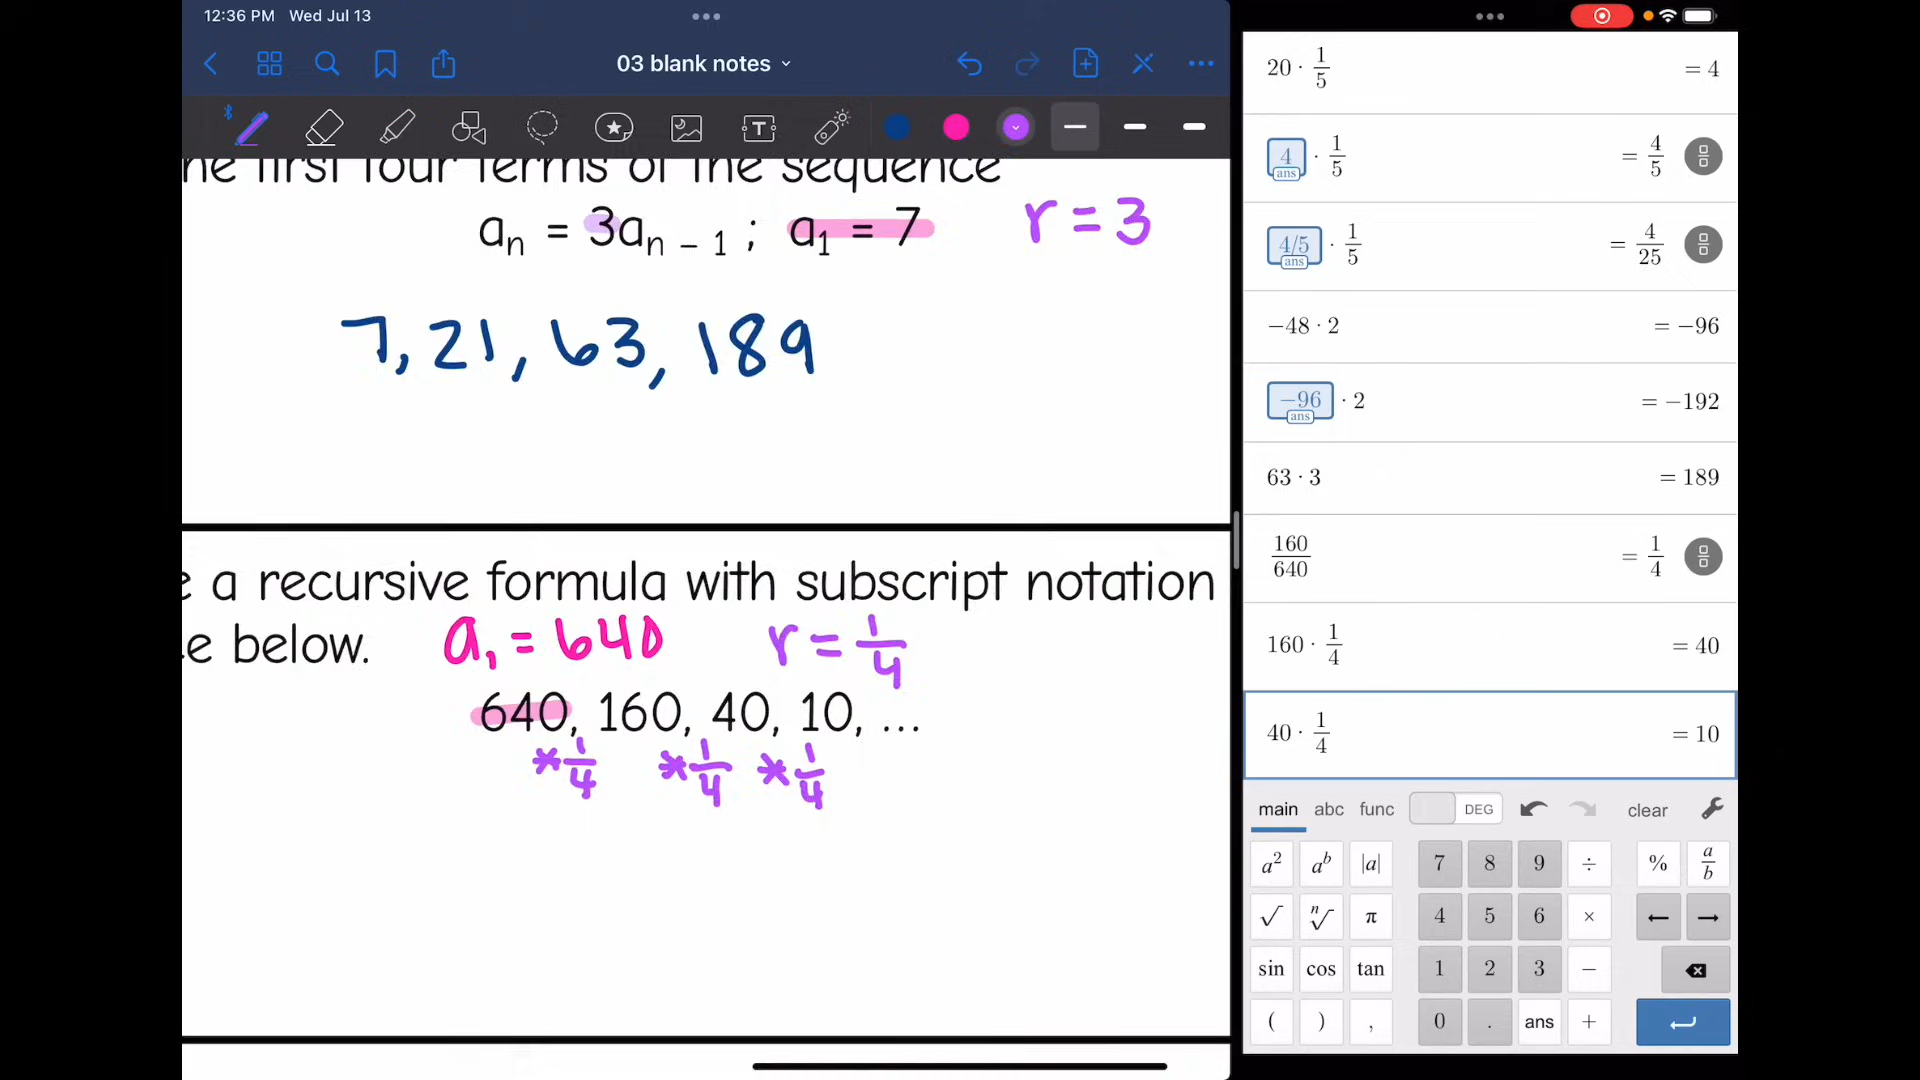 12:36 PM Wed Jul 13
03 blank notes
he first four terms of the sequence
aₙ = 3aₙ ₋ ₁ ; a₁ = 7
r = 3
7, 21, 63, 189
e a recursive formula with subscript notation
e below.
a₁ = 640
r = 1/4
640, 160, 40, 10, ...
*1/4 *1/4 *1/4
20 · 1/5 = 4
4 ans · 1/5 = 4/5
4/5 ans · 1/5 = 4/25
−48 · 2 = −96
−96 ans · 2 = −192
63 · 3 = 189
160/640 = 1/4
160 · 1/4 = 40
40 · 1/4 = 10
main abc func DEG clear
a² aᵇ |a| 7 8 9 ÷ % a/b
√ ⁿ√ π 4 5 6 × ← →
sin cos tan 1 2 3 −
( ) , 0 . ans +